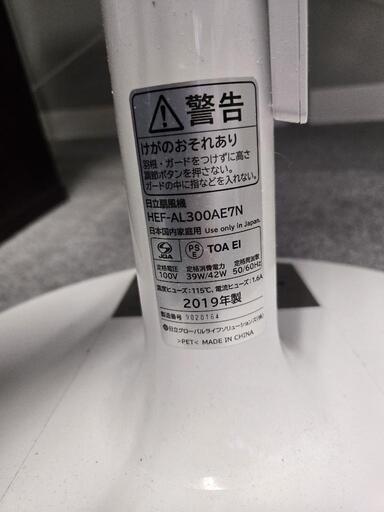 警告
けがのおそれあり
羽根・ガードをつけずに高さ
調節ボタンを押さない。
ガードの中に指などを入れない。
日立扇風機
HEF-AL300AE7N
日本国内家庭用 Use only in Japan.
JQA PS E TOA EI
定格電圧 定格消費電力 定格周波数
100V 39W/42W 50/60Hz
温度ヒューズ:115℃、電流ヒューズ:1.6A
2019年製
製造番号 9020164
日立グローバルライフソリューションズ(株)
>PET< MADE IN CHINA